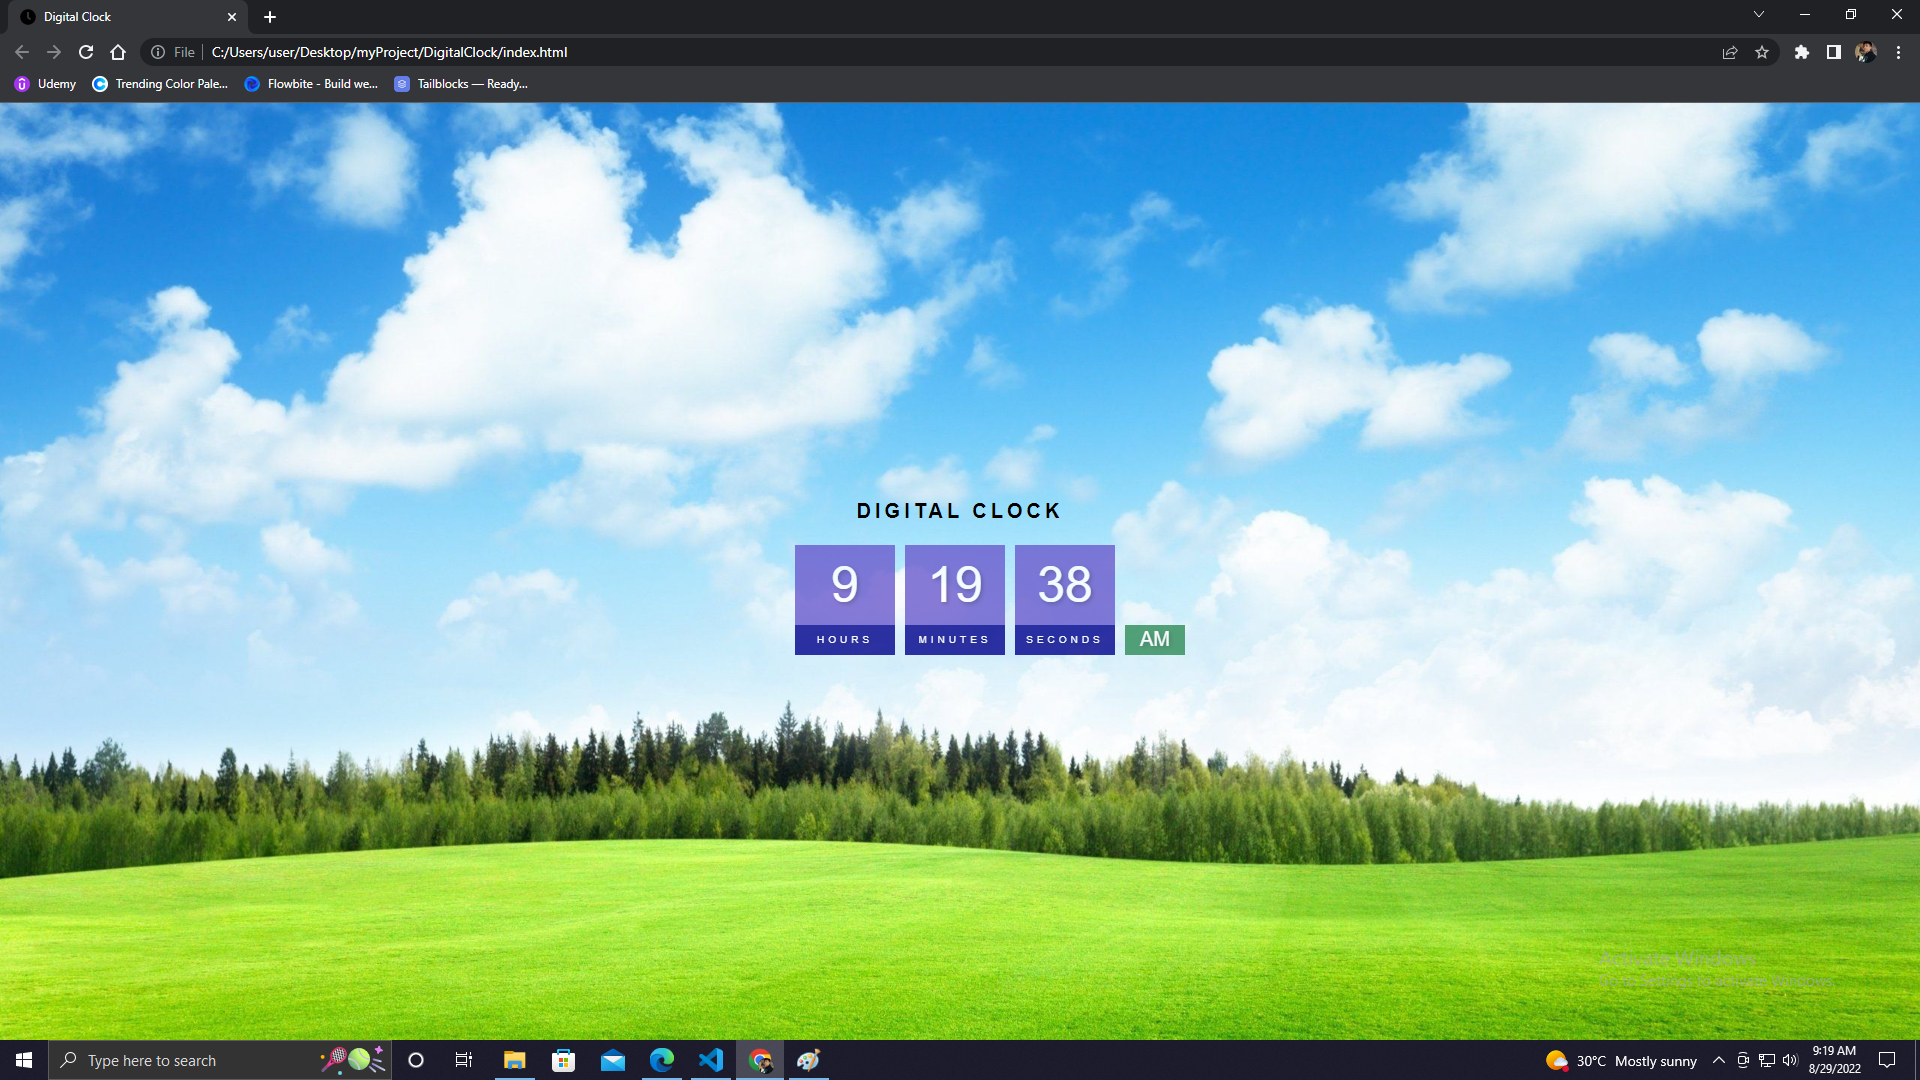 Digital Clock
File
C:/Users/user/Desktop/myProject/DigitalClock/index.html
Udemy
Trending Color Pale...
Flowbite - Build we...
Tailblocks — Ready...
DIGITAL CLOCK
9 19 38
HOURS MINUTES SECONDS AM
Activate Windows
Go to Settings to activate Windows.
Type here to search
30°C Mostly sunny
9:19 AM
8/29/2022